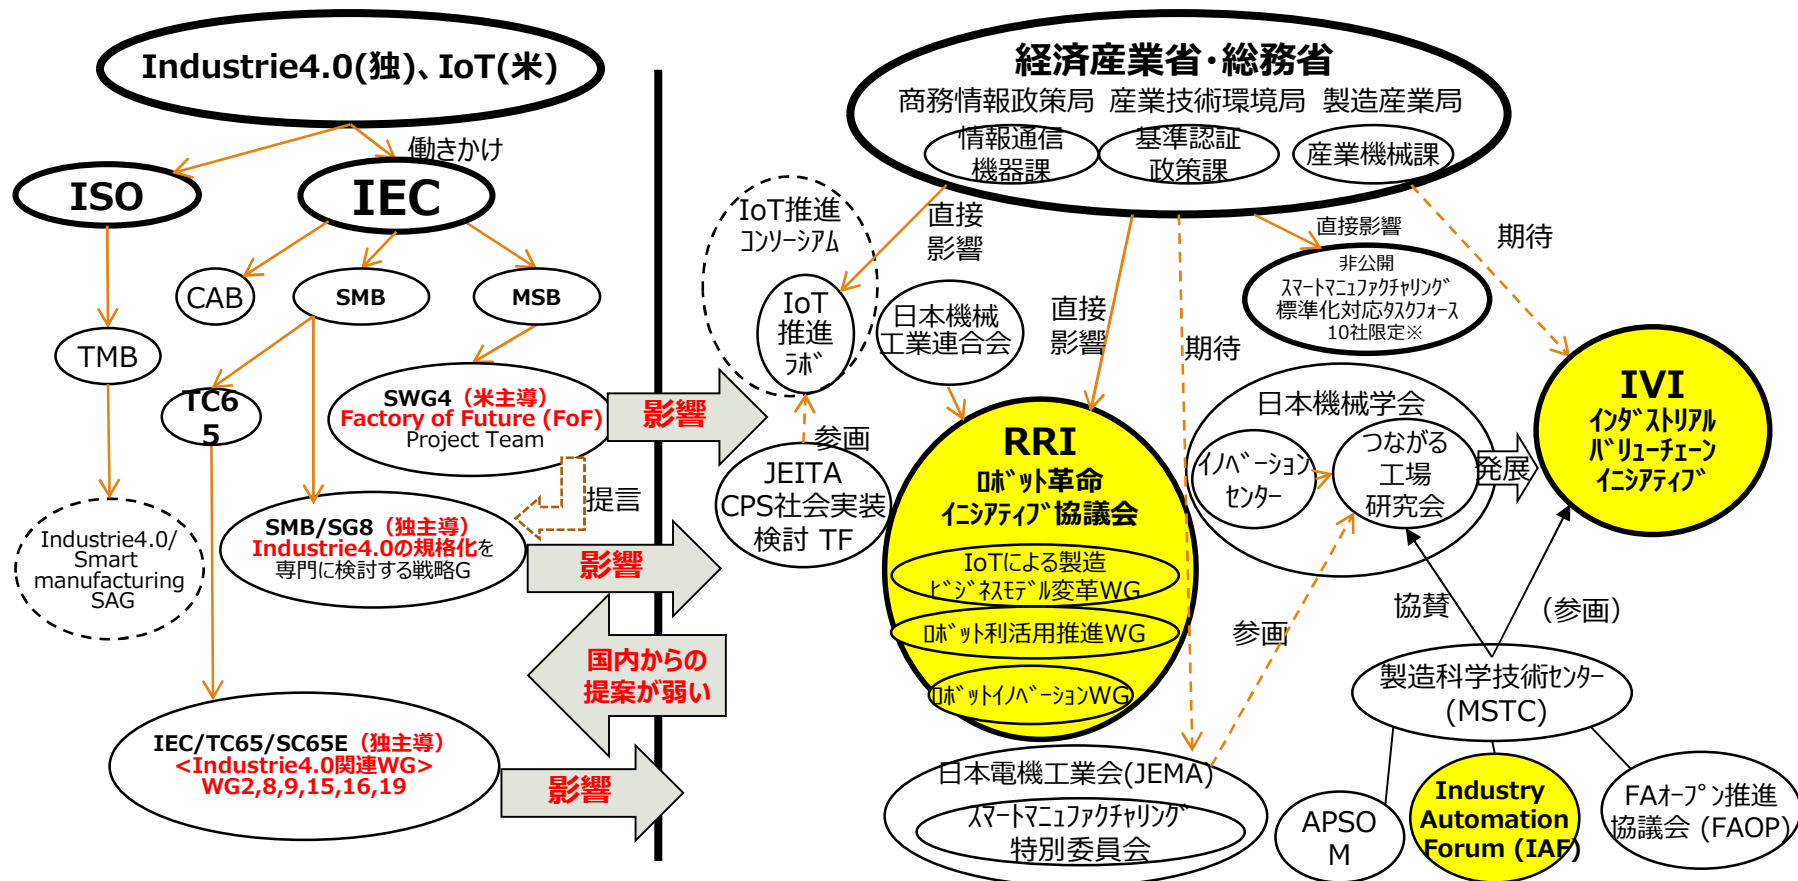 Industrie4.0(独)、IoT(米)
働きかけ
ISO
IEC
CAB
SMB
MSB
TMB
TC6
5
SWG4（米主導）
Factory of Future (FoF)
Project Team
提言
Industrie4.0/
Smart
manufacturing
SAG
SMB/SG8（独主導）
Industrie4.0の規格化を
専門に検討する戦略G
IEC/TC65/SC65E（独主導）
<Industrie4.0関連WG>
WG2,8,9,15,16,19
影響
影響
国内からの
提案が弱い
影響
経済産業省・総務省
商務情報政策局 産業技術環境局 製造産業局
情報通信
機器課
基準認証
政策課
産業機械課
IoT推進
ｺﾝｿｰｼｱﾑ
直接
影響
IoT
推進
ﾗﾎﾞ
日本機械
工業連合会
直接
影響
期待
直接影響
非公開
ｽﾏｰﾄﾏﾆｭﾌｧｸﾁｬﾘﾝｸﾞ
標準化対応ﾀｽｸﾌｫｰｽ
10社限定※
期待
参画
JEITA
CPS社会実装
検討 TF
RRI
ﾛﾎﾞｯﾄ革命
ｲﾆｼｱﾃｨﾌﾞ協議会
IoTによる製造
ﾋﾞｼﾞﾈｽﾓﾃﾞﾙ変革WG
ﾛﾎﾞｯﾄ利活用推進WG
ﾛﾎﾞｯﾄｲﾉﾍﾞｰｼｮﾝWG
日本機械学会
ｲﾉﾍﾞｰｼｮﾝ
ｾﾝﾀｰ
つながる
工場
研究会
発展
IVI
ｲﾝﾀﾞｽﾄﾘｱﾙ
ﾊﾞﾘｭｰﾁｪｰﾝ
ｲﾆｼｱﾃｨﾌﾞ
参画
協賛
（参画）
製造科学技術ｾﾝﾀｰ
(MSTC)
日本電機工業会(JEMA)
ｽﾏｰﾄﾏﾆｭﾌｧｸﾁｬﾘﾝｸﾞ
特別委員会
APSO
M
Industry
Automation
Forum (IAF)
FAｵｰﾌﾟﾝ推進
協議会 (FAOP)